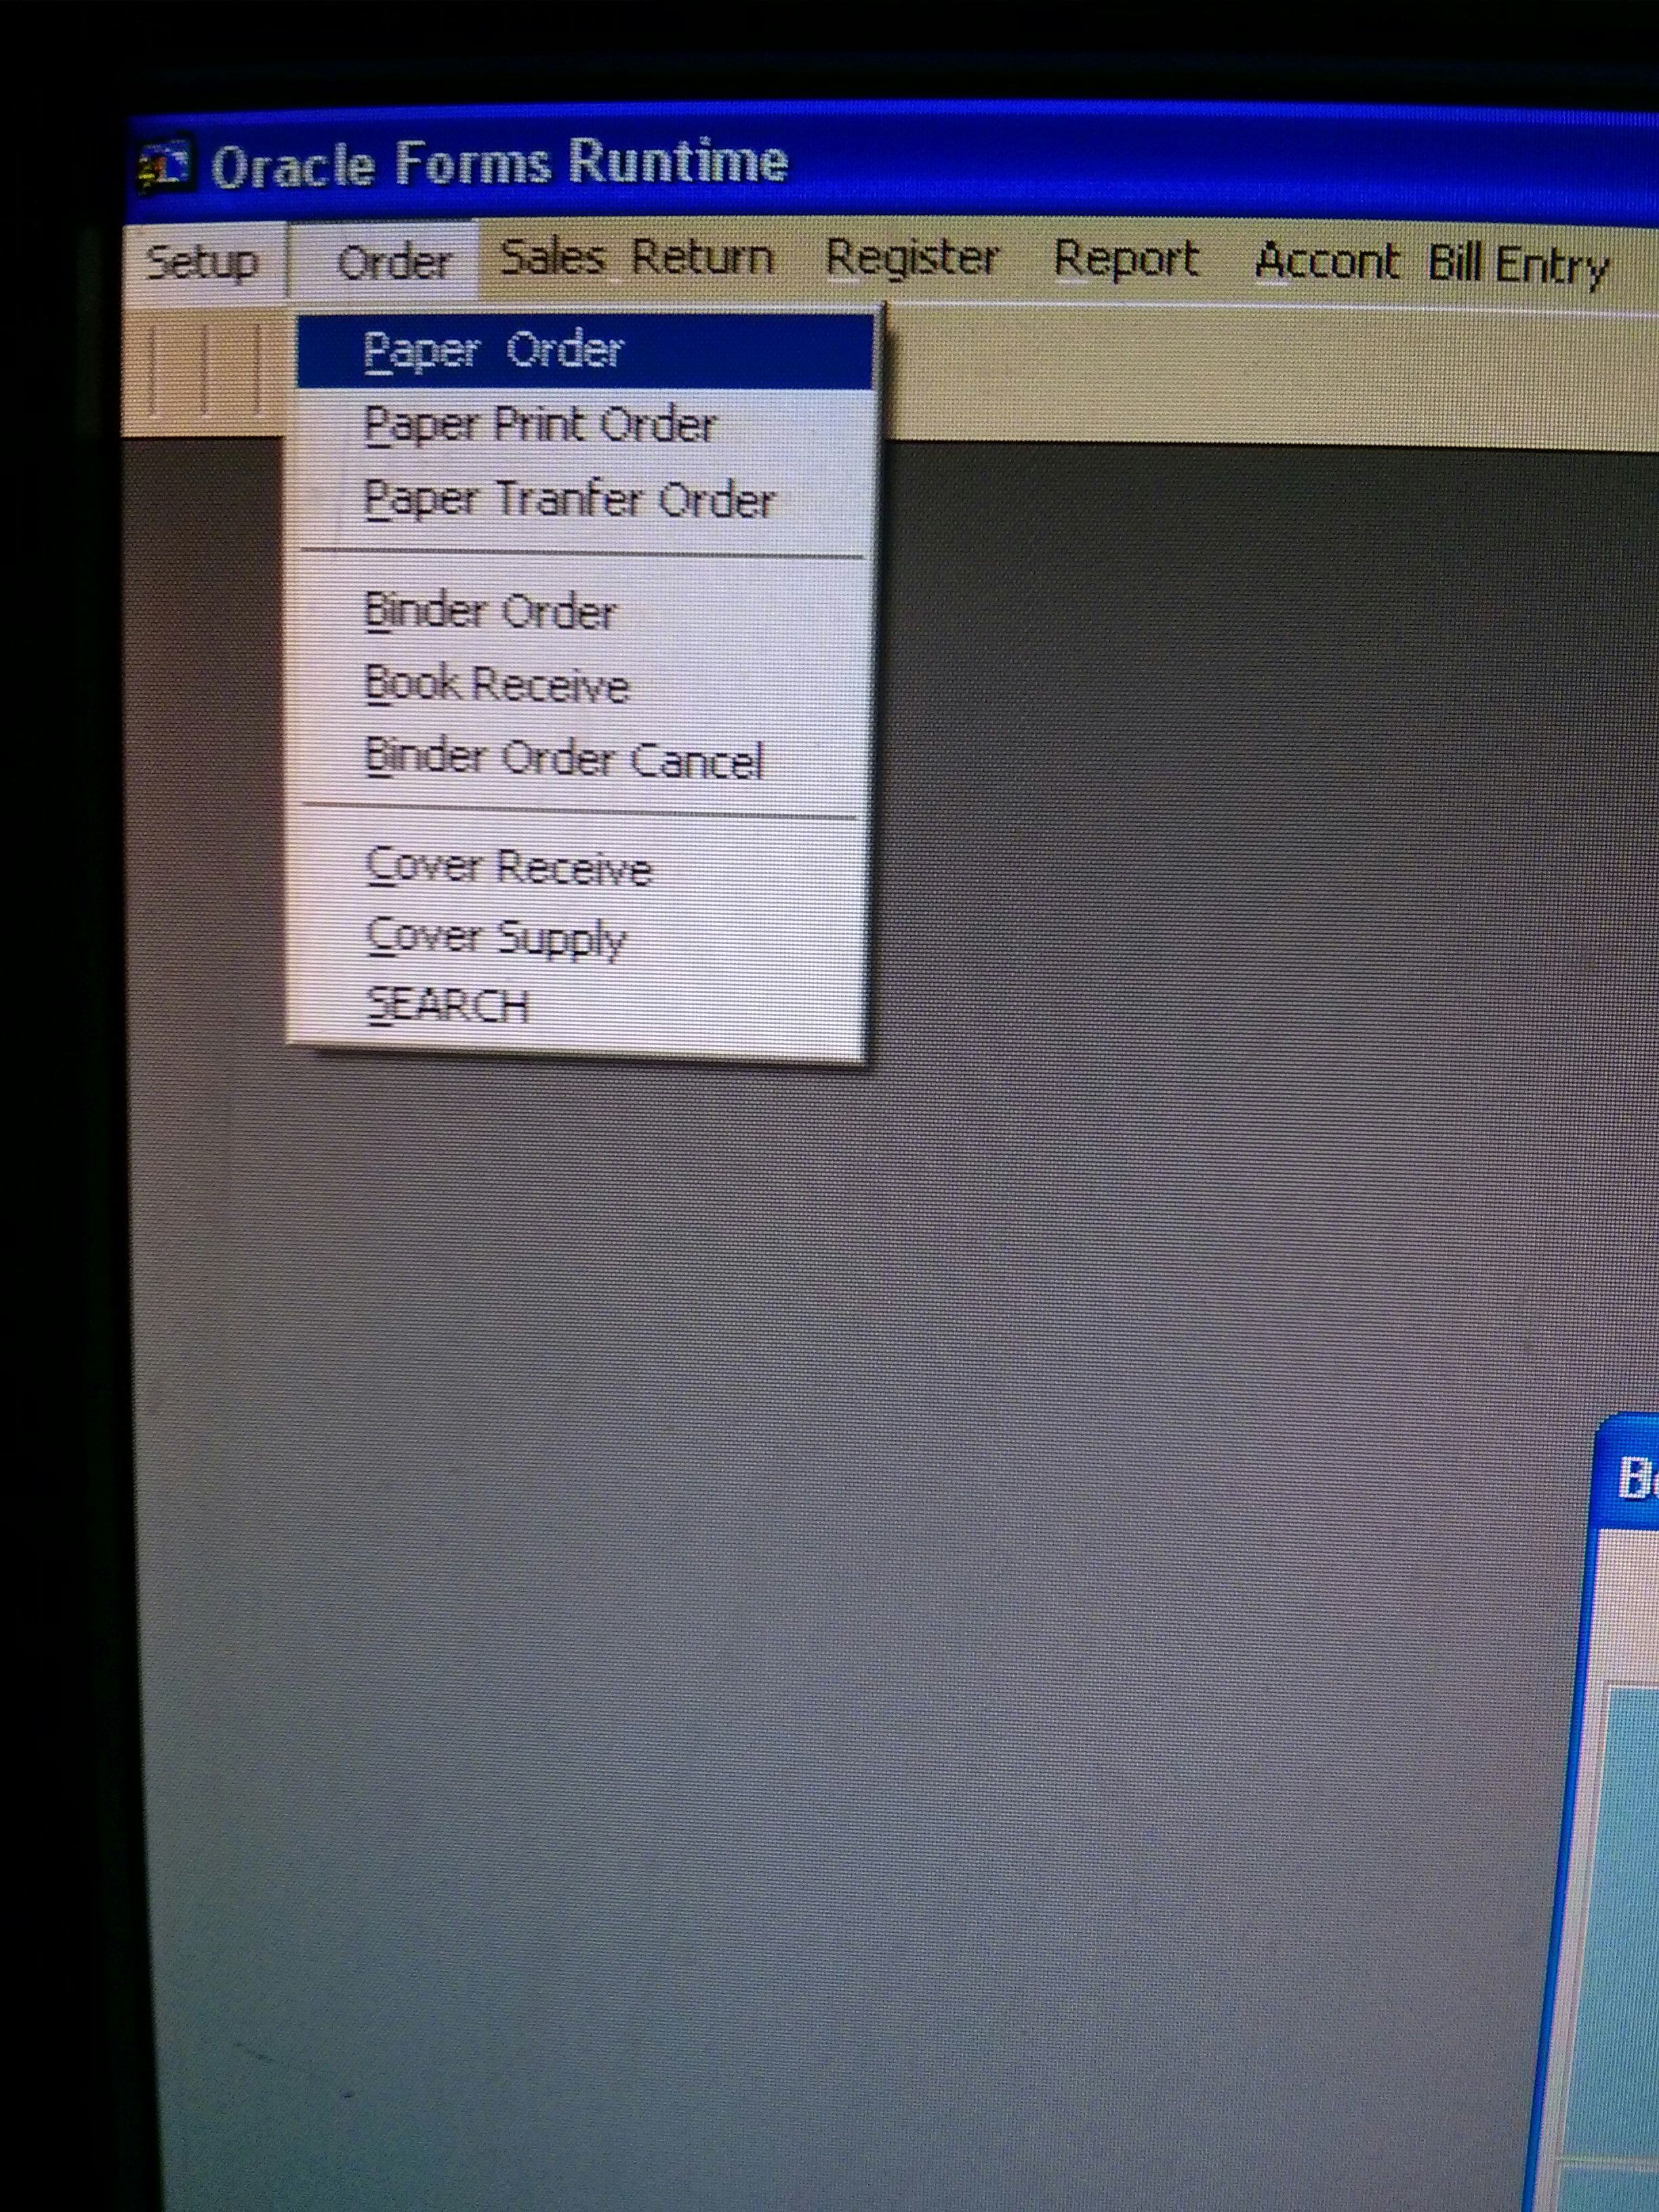 Oracle Forms Runtime
Setup Order Sales Return Register Report Accont Bill Entry
Paper Order
Paper Print Order
Paper Tranfer Order
Binder Order
Book Receive
Binder Order Cancel
Cover Receive
Cover Supply
SEARCH